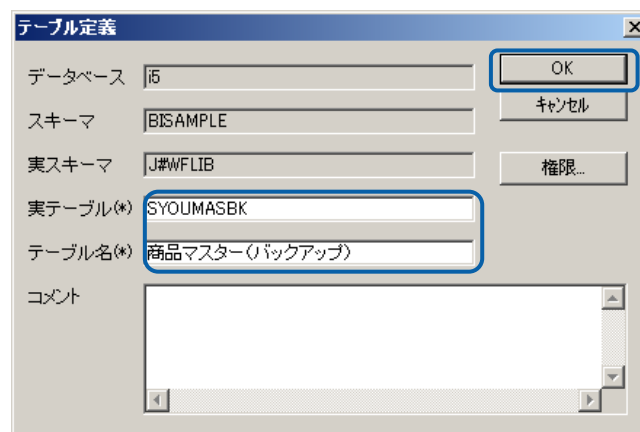 テーブル定義
データベース i5 OK
スキーマ BISAMPLE キャンセル
実スキーマ J#WFLIB 権限...
実テーブル(*) SYOUMASBK
テーブル名(*) 商品マスター(バックアップ)
コメント